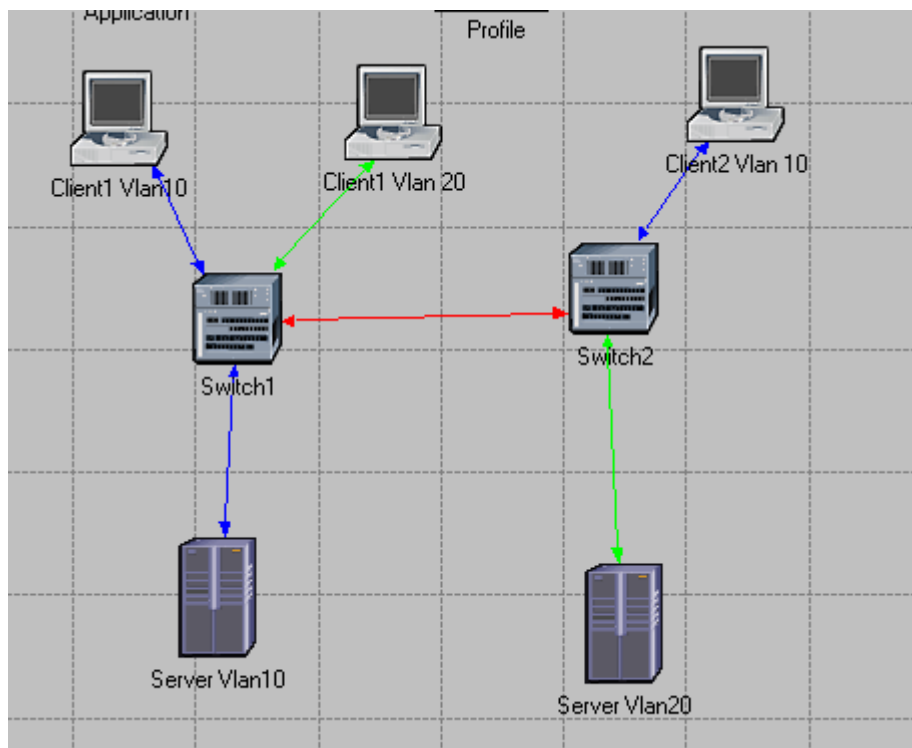 Application
Profile
Client1 Vlan10
Client1 Vlan 20
Client2 Vlan 10
Switch1
Switch2
Server Vlan10
Server Vlan20